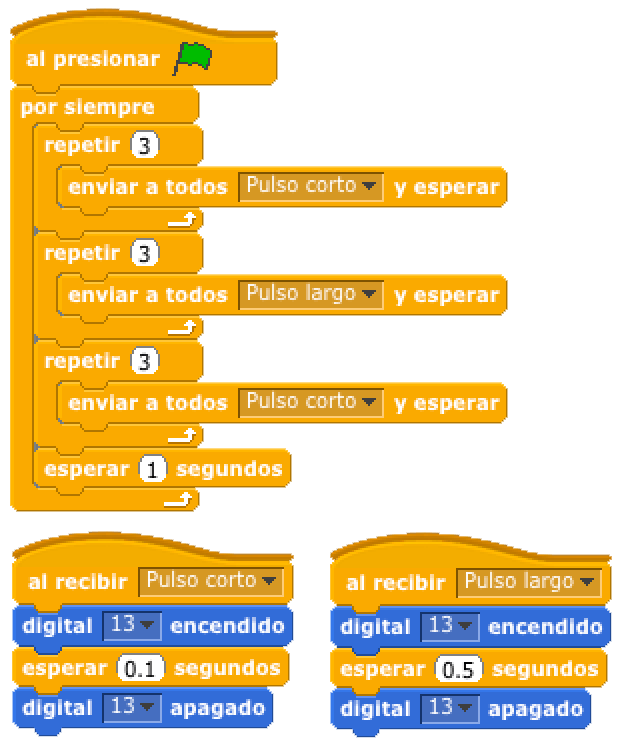 al presionar
por siempre
repetir 3
enviar a todos Pulso corto y esperar
repetir 3
enviar a todos Pulso largo y esperar
repetir 3
enviar a todos Pulso corto y esperar
esperar 1 segundos
al recibir Pulso corto
digital 13 encendido
esperar 0.1 segundos
digital 13 apagado
al recibir Pulso largo
digital 13 encendido
esperar 0.5 segundos
digital 13 apagado